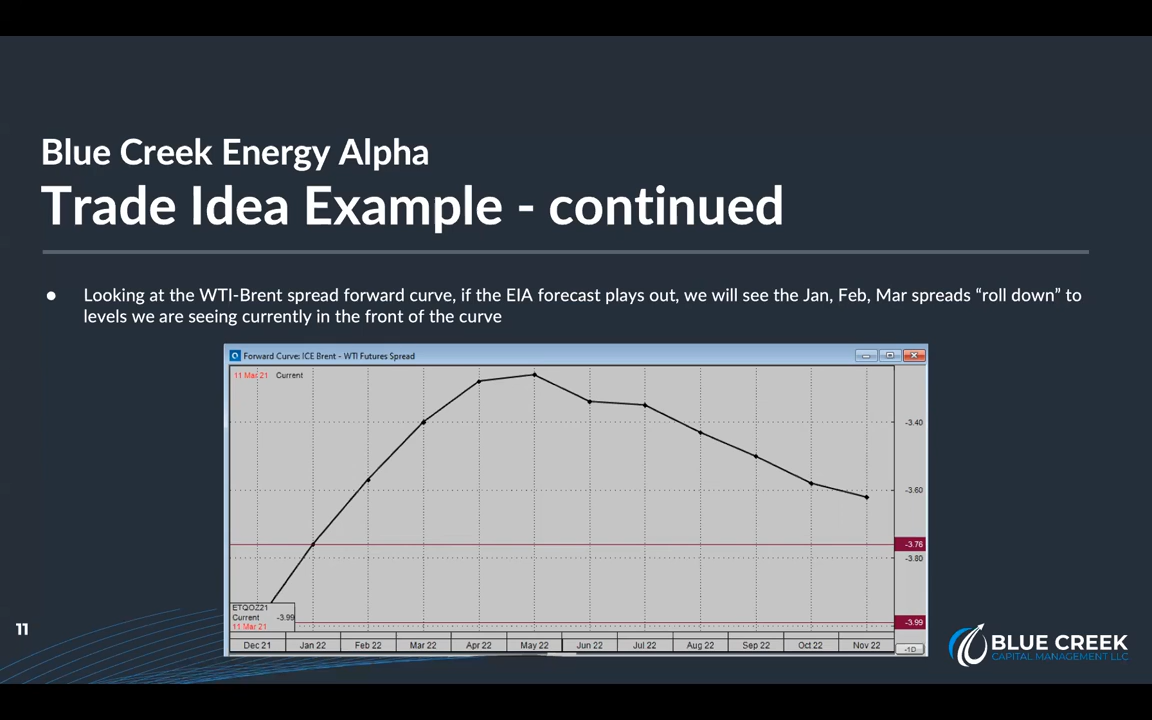 Blue Creek Energy Alpha
Trade Idea Example - continued
● Looking at the WTI-Brent spread forward curve, if the EIA forecast plays out, we will see the Jan, Feb, Mar spreads “roll down” to
levels we are seeing currently in the front of the curve
Forward Curve: ICE Brent - WTI Futures Spread
11 Mar 21 Current
-3.40
-3.60
-3.76
-3.80
ETQOZ21
Current -3.99
11 Mar 21
-3.99
Dec 21 Jan 22 Feb 22 Mar 22 Apr 22 May 22 Jun 22 Jul 22 Aug 22 Sep 22 Oct 22 Nov 22
-1D
11
BLUE CREEK
CAPITAL MANAGEMENT LLC